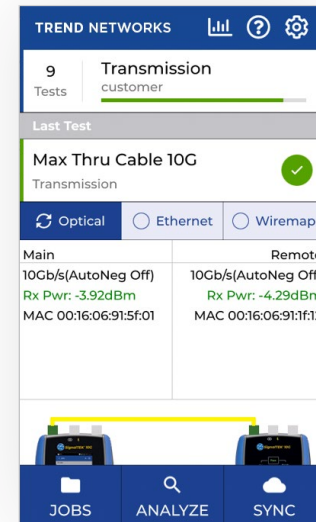 TREND NETWORKS
9 Transmission
Tests customer
Last Test
Max Thru Cable 10G
Transmission
Optical Ethernet Wiremap
Main Remote
10Gb/s(AutoNeg Off) 10Gb/s(AutoNeg Off)
Rx Pwr: -3.92dBm Rx Pwr: -4.29dBm
MAC 00:16:06:91:5f:01 MAC 00:16:06:91:1f:12
JOBS ANALYZE SYNC